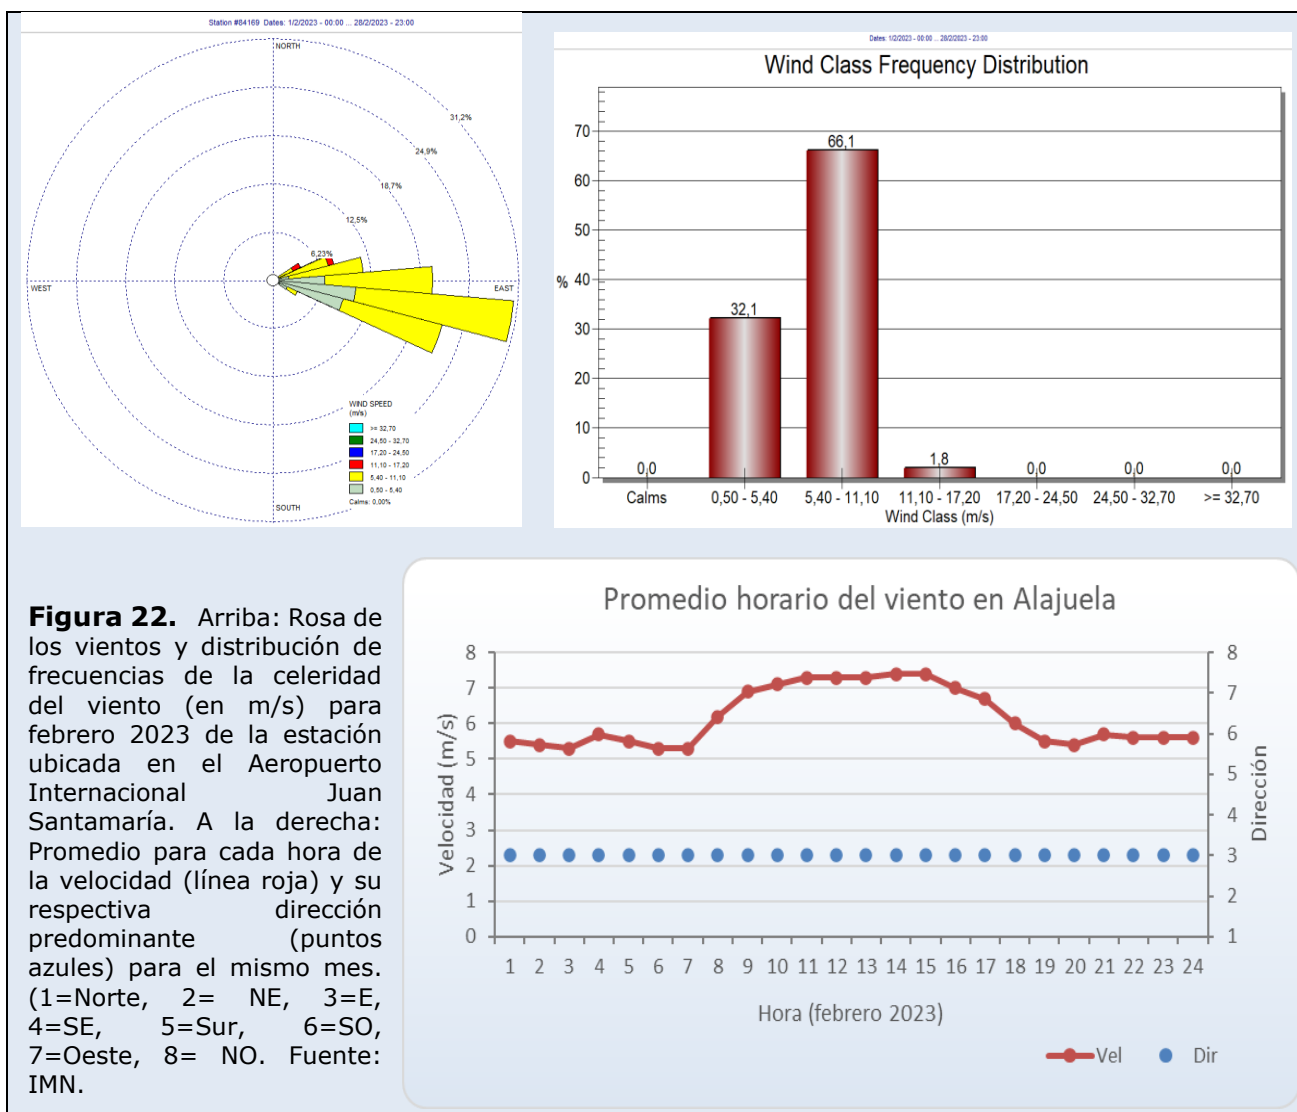 Station #84169 Dates: 1/2/2023 - 00:00 ... 28/2/2023 - 23:00
NORTH
31,2%
24,9%
18,7%
12,5%
6,23%
WEST
EAST
WIND SPEED
(m/s)
>= 32,70
24,50 - 32,70
17,20 - 24,50
11,10 - 17,20
5,40 - 11,10
0,50 - 5,40
Calms: 0,00%
SOUTH
Dates: 1/2/2023 - 00:00 ... 28/2/2023 - 23:00
Wind Class Frequency Distribution
70
60
50
40
30
20
10
0
%
0,0
32,1
66,1
1,8
0,0
0,0
0,0
Calms 0,50 - 5,40 5,40 - 11,10 11,10 - 17,20 17,20 - 24,50 24,50 - 32,70 >= 32,70
Wind Class (m/s)
Figura 22. Arriba: Rosa de
los vientos y distribución de
frecuencias de la celeridad
del viento (en m/s) para
febrero 2023 de la estación
ubicada en el Aeropuerto
Internacional Juan
Santamaría. A la derecha:
Promedio para cada hora de
la velocidad (línea roja) y su
respectiva dirección
predominante (puntos
azules) para el mismo mes.
(1=Norte, 2= NE, 3=E,
4=SE, 5=Sur, 6=SO,
7=Oeste, 8= NO. Fuente:
IMN.
Promedio horario del viento en Alajuela
8
7
6
5
4
3
2
1
0
Velocidad (m/s)
8
7
6
5
4
3
2
1
Dirección
1 2 3 4 5 6 7 8 9 10 11 12 13 14 15 16 17 18 19 20 21 22 23 24
Hora (febrero 2023)
Vel Dir